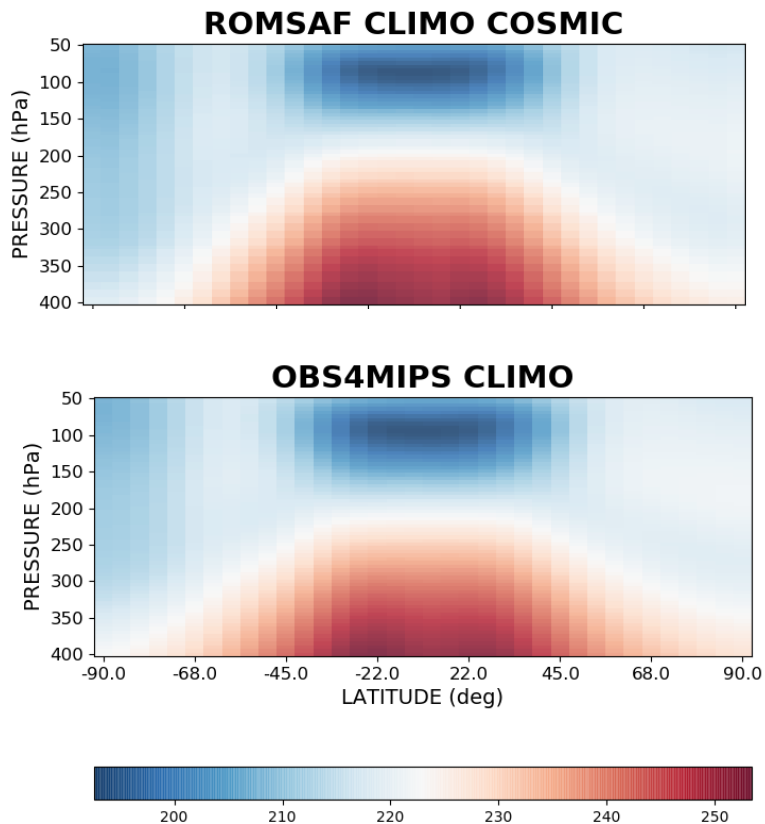 ROMSAF CLIMO COSMIC
50
100
150
200
250
300
350
400
PRESSURE (hPa)
OBS4MIPS CLIMO
50
100
150
200
250
300
350
400
PRESSURE (hPa)
-90.0 -68.0 -45.0 -22.0 22.0 45.0 68.0 90.0
LATITUDE (deg)
200 210 220 230 240 250